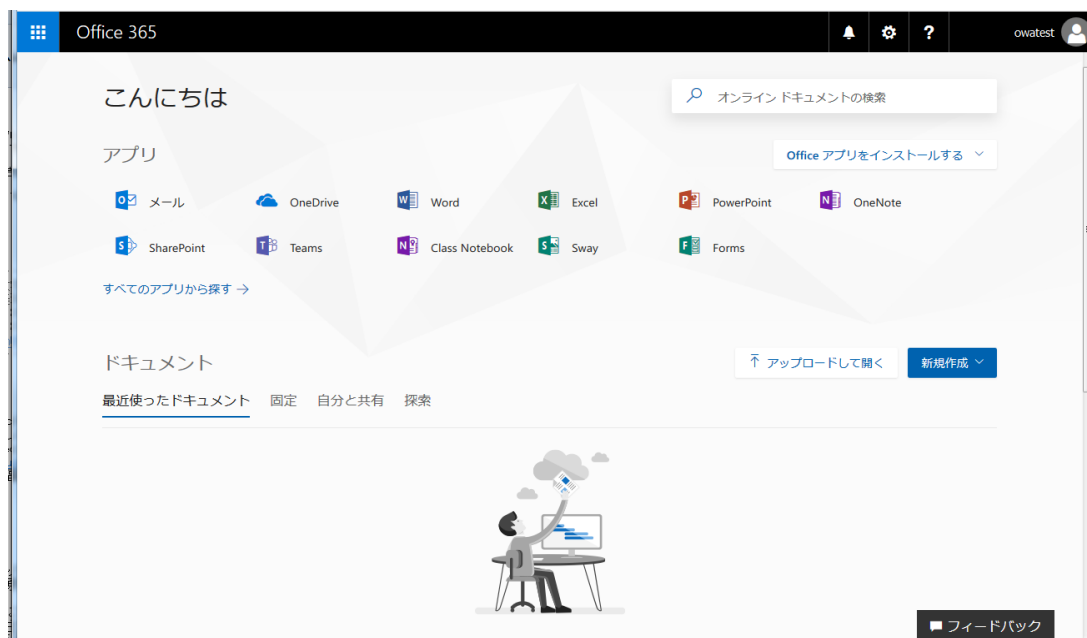 Office 365
?
owatest
こんにちは
オンライン ドキュメントの検索
アプリ
Office アプリをインストールする
メール
OneDrive
Word
Excel
PowerPoint
OneNote
SharePoint
Teams
Class Notebook
Sway
Forms
すべてのアプリから探す →
ドキュメント
アップロードして開く
新規作成
最近使ったドキュメント
固定
自分と共有
探索
フィードバック